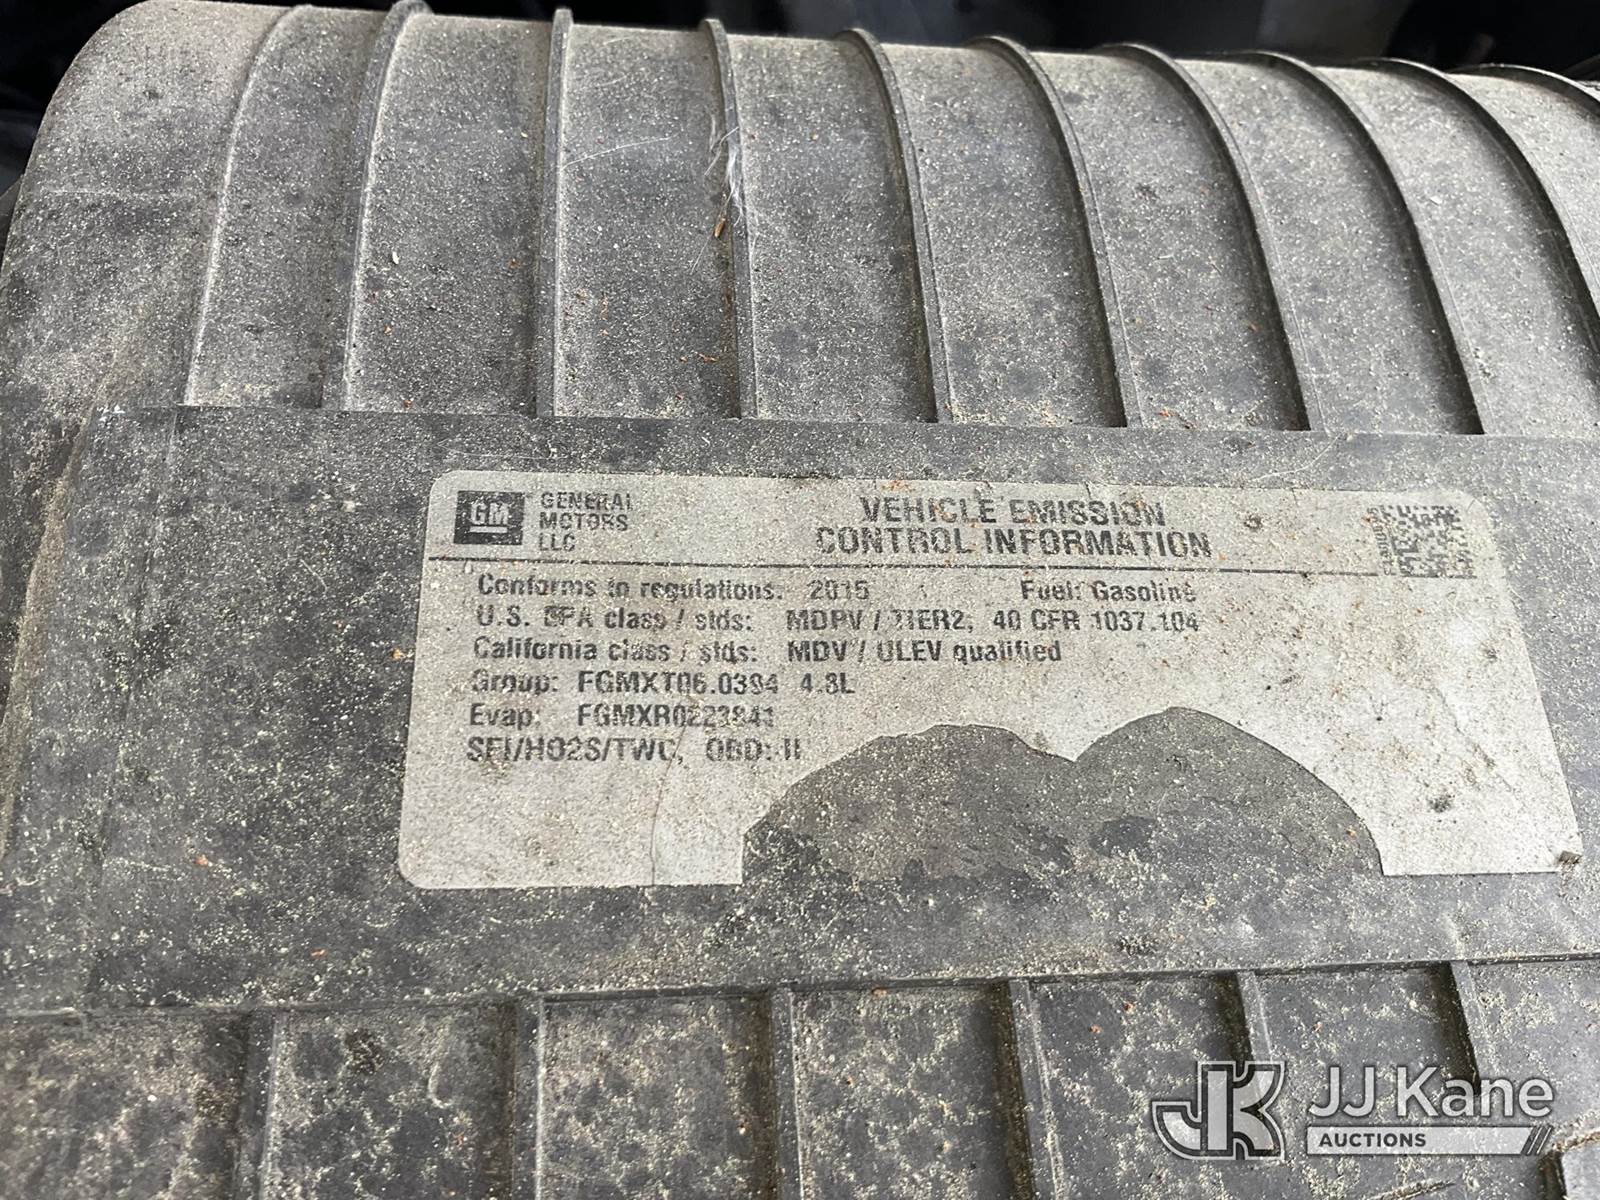 GM
GENERAL
MOTORS
LLC
VEHICLE EMISSION
CONTROL INFORMATION
Conforms to regulations: 2015 Fuel: Gasoline
U.S. EPA class / stds: MDPV / TIER2, 40 CFR 1037.104
California class / stds: MDV / ULEV qualified
Group: FGMXT06.0394 4.8L
Evap: FGMXR0223841
SFI/HO2S/TWC, OBD: II
JK
JJ Kane
AUCTIONS